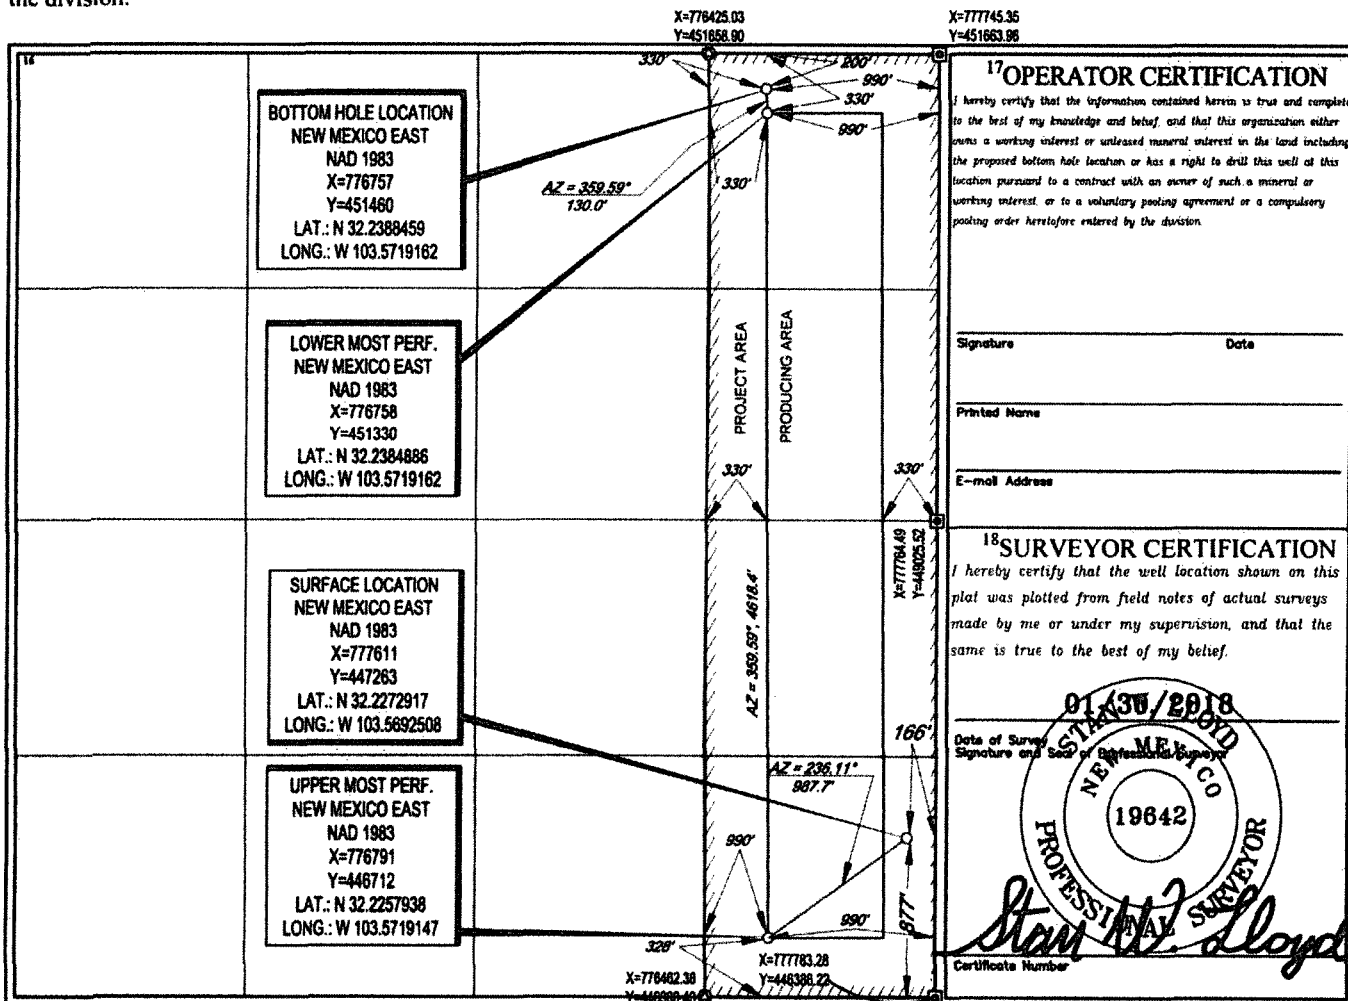 the division.
X=776425.03
Y=451658.90
X=777745.35
Y=451663.96
16
330'
200'
990'
330'
990'
330'
BOTTOM HOLE LOCATION
NEW MEXICO EAST
NAD 1983
X=776757
Y=451460
LAT.: N 32.2388459
LONG.: W 103.5719162
AZ = 359.59°
130.0'
LOWER MOST PERF.
NEW MEXICO EAST
NAD 1983
X=776758
Y=451330
LAT.: N 32.2384886
LONG.: W 103.5719162
PROJECT AREA
PRODUCING AREA
330'
330'
X=777764.49
Y=449025.52
AZ = 359.59°, 4618.4'
SURFACE LOCATION
NEW MEXICO EAST
NAD 1983
X=777611
Y=447263
LAT.: N 32.2272917
LONG.: W 103.5692508
166'
AZ = 236.11°
987.7'
UPPER MOST PERF.
NEW MEXICO EAST
NAD 1983
X=776791
Y=446712
LAT.: N 32.2257938
LONG.: W 103.5719147
990'
990'
877'
328'
X=777783.28
Y=446386.22
X=776462.38
17 OPERATOR CERTIFICATION
I hereby certify that the information contained herein is true and complete
to the best of my knowledge and belief, and that this organization either
owns a working interest or unleased mineral interest in the land including
the proposed bottom hole location or has a right to drill this well at this
location pursuant to a contract with an owner of such a mineral or
working interest, or to a voluntary pooling agreement or a compulsory
pooling order heretofore entered by the division
Signature Date
Printed Name
E-mail Address
18 SURVEYOR CERTIFICATION
I hereby certify that the well location shown on this
plat was plotted from field notes of actual surveys
made by me or under my supervision, and that the
same is true to the best of my belief.
01/30/2018
Date of Survey
Signature and Seal of Professional Surveyor
STAN W. LLOYD
NEW MEXICO
19642
PROFESSIONAL SURVEYOR
Stan W. Lloyd
Certificate Number